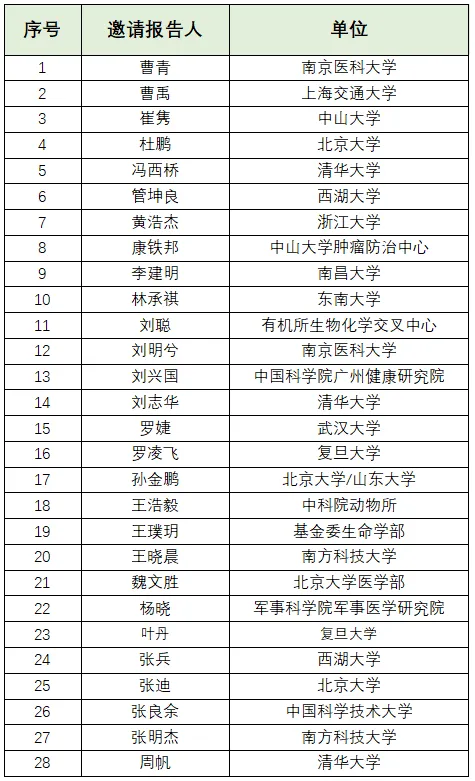 序号 邀请报告人 单位
1 曹青 南京医科大学
2 曹禹 上海交通大学
3 崔隽 中山大学
4 杜鹏 北京大学
5 冯西桥 清华大学
6 管坤良 西湖大学
7 黄浩杰 浙江大学
8 康铁邦 中山大学肿瘤防治中心
9 李建明 南昌大学
10 林承祺 东南大学
11 刘聪 有机所生物化学交叉中心
12 刘明兮 南京医科大学
13 刘兴国 中国科学院广州健康研究院
14 刘志华 清华大学
15 罗婕 武汉大学
16 罗凌飞 复旦大学
17 孙金鹏 北京大学/山东大学
18 王浩毅 中科院动物所
19 王璞玥 基金委生命学部
20 王晓晨 南方科技大学
21 魏文胜 北京大学医学部
22 杨晓 军事科学院军事医学研究院
23 叶丹 复旦大学
24 张兵 西湖大学
25 张迪 北京大学
26 张良余 中国科学技术大学
27 张明杰 南方科技大学
28 周帆 清华大学